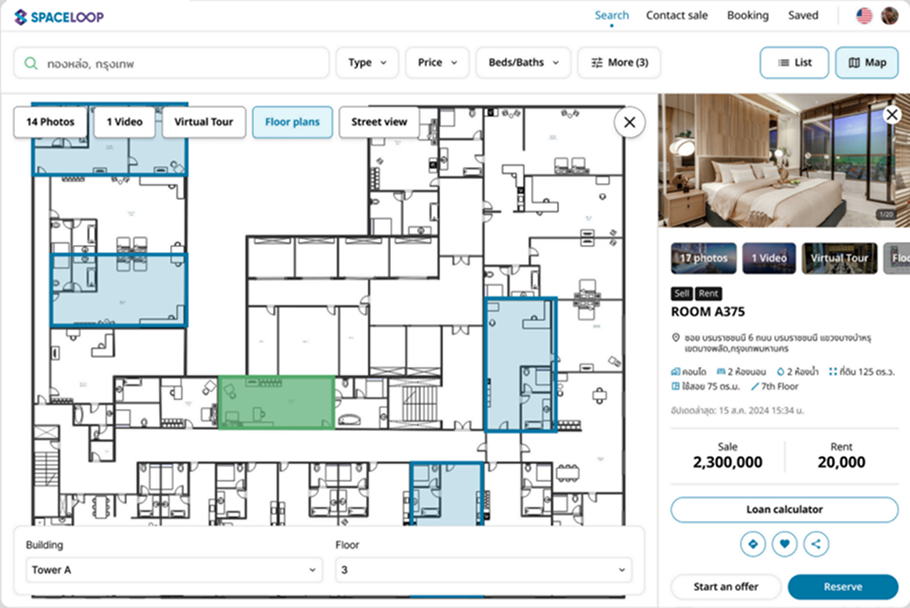 SPACELOOP
Search Contact sale Booking Saved
ทองหล่อ, กรุงเทพ
Type Price Beds/Baths More (3) List Map
14 Photos 1 Video Virtual Tour Floor plans Street view
1/20
17 photos 1 Video Virtual Tour Floo
Sell Rent
ROOM A375
ซอย บรมราชชนนี 6 ถนน บรมราชชนนี แขวงบางบำหรุ
เขตบางพลัด,กรุงเทพมหานคร
คอนโด 2 ห้องนอน 2 ห้องน้ำ ที่ดิน 125 ตร.ว.
ใช้สอย 75 ตร.ม. 7th Floor
อัปเดตล่าสุด: 15 ส.ค. 2024 15:34 น.
Sale Rent
2,300,000 20,000
Loan calculator
Start an offer Reserve
Building Floor
Tower A 3